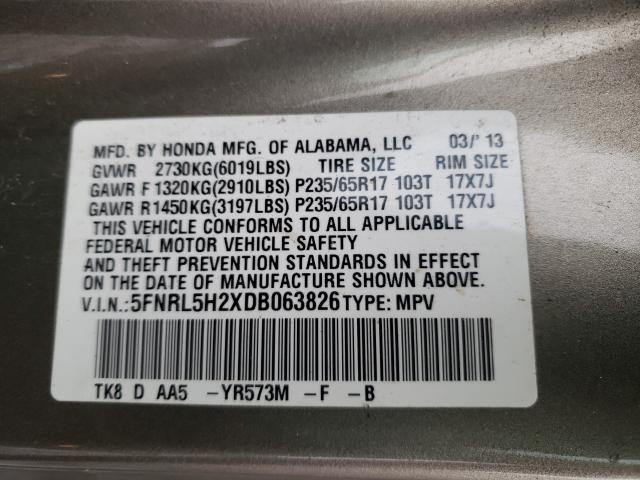 MFD. BY HONDA MFG. OF ALABAMA, LLC 03/'13
GVWR 2730KG(6019LBS) TIRE SIZE RIM SIZE
GAWR F 1320KG(2910LBS) P235/65R17 103T 17X7J
GAWR R1450KG(3197LBS) P235/65R17 103T 17X7J
THIS VEHICLE CONFORMS TO ALL APPLICABLE
FEDERAL MOTOR VEHICLE SAFETY
AND THEFT PREVENTION STANDARDS IN EFFECT
ON THE DATE OF MANUFACTURE SHOWN ABOVE.
V.I.N.: 5FNRL5H2XDB063826 TYPE: MPV
TK8 D AA5 -YR573M -F -B